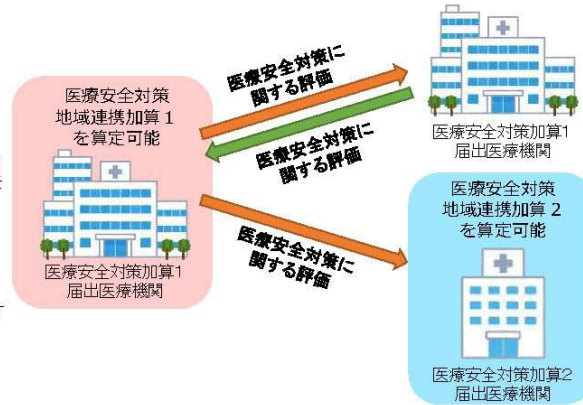 医療安全対策
地域連携加算1
を算定可能
医療安全対策加算1
届出医療機関
医療安全対策に
関する評価
医療安全対策に
関する評価
医療安全対策に
関する評価
医療安全対策加算1
届出医療機関
医療安全対策
地域連携加算2
を算定可能
医療安全対策加算2
届出医療機関